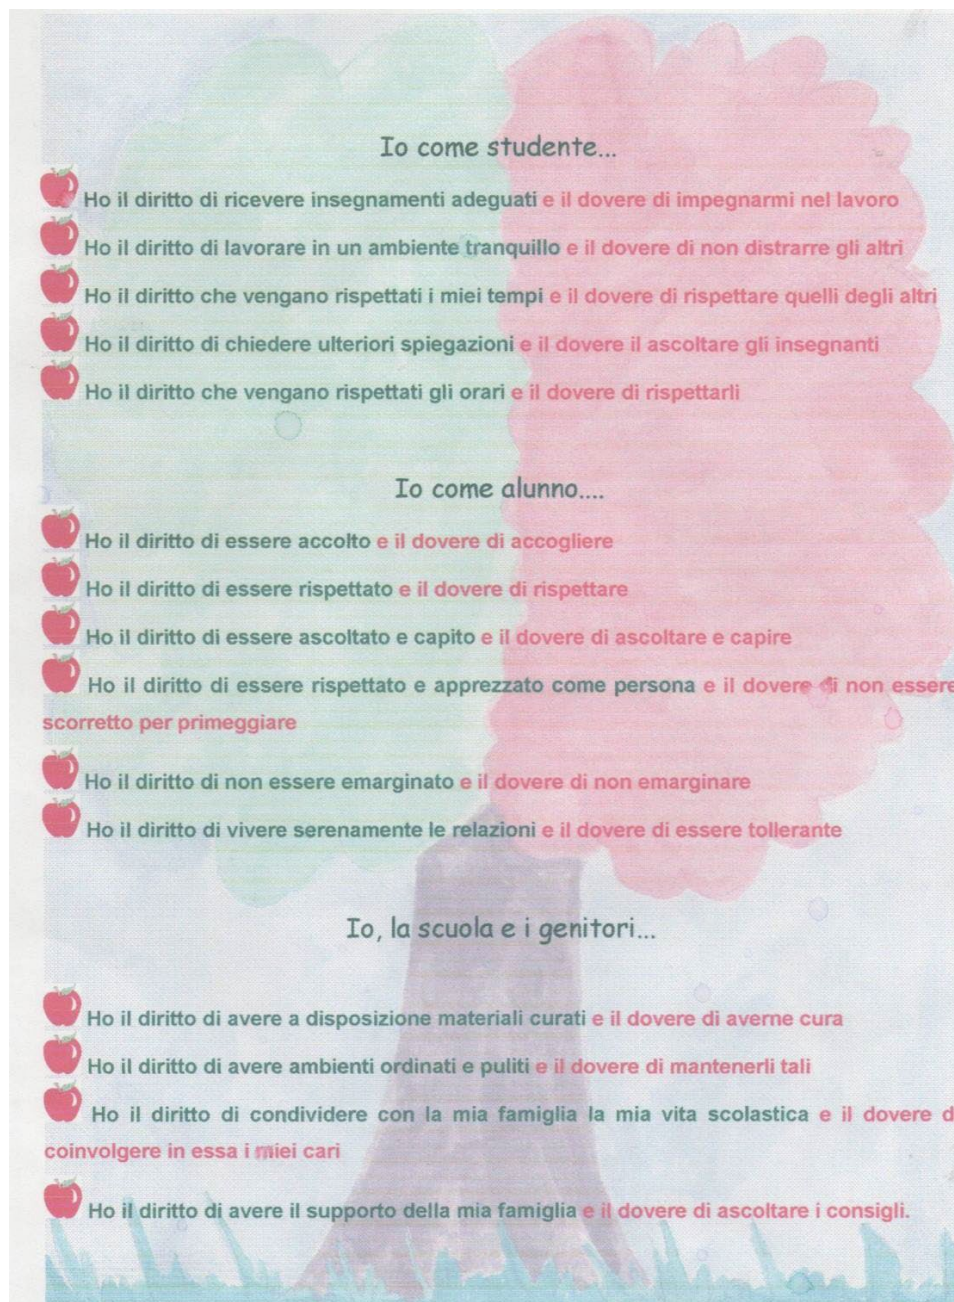 Io come studente...
Ho il diritto di ricevere insegnamenti adeguati e il dovere di impegnarmi nel lavoro
Ho il diritto di lavorare in un ambiente tranquillo e il dovere di non distrarre gli altri
Ho il diritto che vengano rispettati i miei tempi e il dovere di rispettare quelli degli altri
Ho il diritto di chiedere ulteriori spiegazioni e il dovere il ascoltare gli insegnanti
Ho il diritto che vengano rispettati gli orari e il dovere di rispettarli
Io come alunno....
Ho il diritto di essere accolto e il dovere di accogliere
Ho il diritto di essere rispettato e il dovere di rispettare
Ho il diritto di essere ascoltato e capito e il dovere di ascoltare e capire
Ho il diritto di essere rispettato e apprezzato come persona e il dovere di non essere
scorretto per primeggiare
Ho il diritto di non essere emarginato e il dovere di non emarginare
Ho il diritto di vivere serenamente le relazioni e il dovere di essere tollerante
Io, la scuola e i genitori...
Ho il diritto di avere a disposizione materiali curati e il dovere di averne cura
Ho il diritto di avere ambienti ordinati e puliti e il dovere di mantenerli tali
Ho il diritto di condividere con la mia famiglia la mia vita scolastica e il dovere d
coinvolgere in essa i miei cari
Ho il diritto di avere il supporto della mia famiglia e il dovere di ascoltare i consigli.